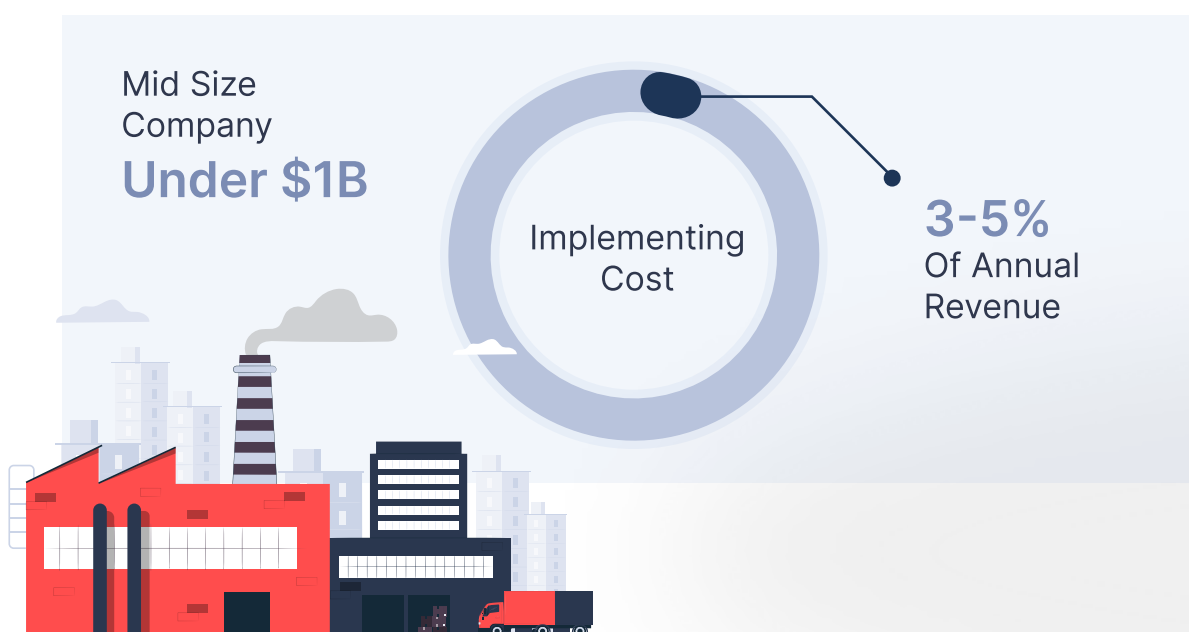 Mid Size
Company
Under $1B
Implementing
Cost
3-5%
Of Annual
Revenue